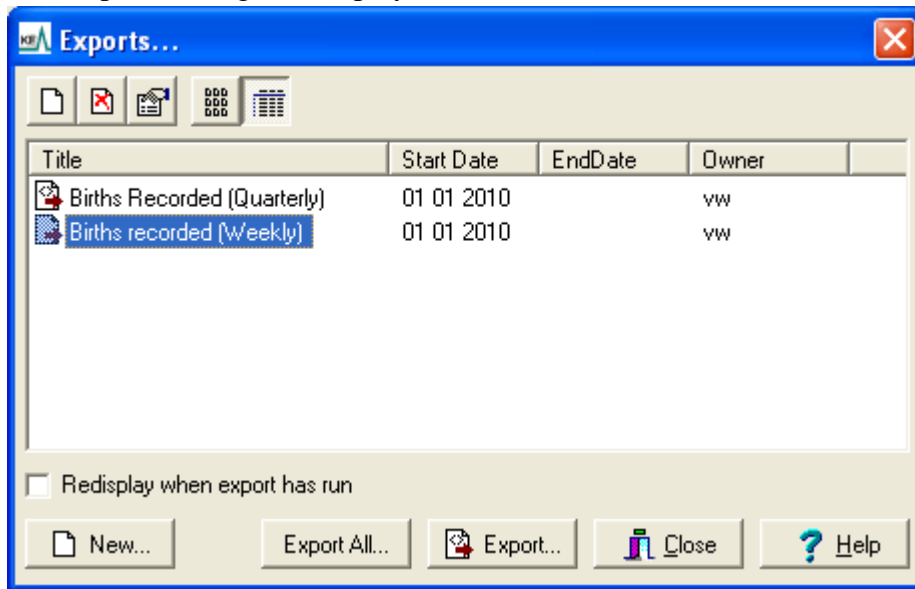 Exports...
Title Start Date EndDate Owner
Births Recorded (Quarterly) 01 01 2010 vw
Births recorded (Weekly) 01 01 2010 vw
Redisplay when export has run
New... Export All... Export... Close Help